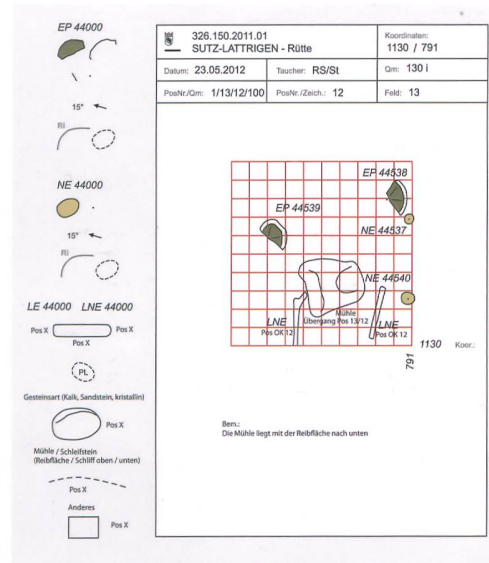 EP 44000
15°
RI
NE 44000
15°
RI
LE 44000 LNE 44000
Pos X
Pos X
Pos X
PL
Gesteinsart (Kalk, Sandstein, kristallin)
Pos X
Mühle / Schleifstein
(Reibfläche / Schliff oben / unten)
Pos X
Anderes
Pos X
326.150.2011.01
SUTZ-LATTRIGEN - Rütte
Koordinaten:
1130 / 791
Datum: 23.05.2012
Taucher: RS/St
Qm: 130 i
PosNr./Qm: 1/13/12/100
PosNr./Zeich.: 12
Feld: 13
EP 44538
EP 44539
NE 44537
NE 44540
Mühle
Übergang Pos 13/12
LNE
Pos OK 12
LNE
Pos OK 12
1130 Koor.:
791
Bem.:
Die Mühle liegt mit der Reibfläche nach unten